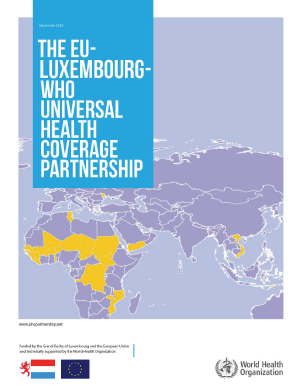 November 2014
THE EU-
LUXEMBOURG-
WHO
UNIVERSAL
HEALTH
COVERAGE
PARTNERSHIP
www.uhcpartnership.net
Funded by the Grand Duchy of Luxembourg and the European Union
and technically supported by the World Health Organization
World Health
Organization